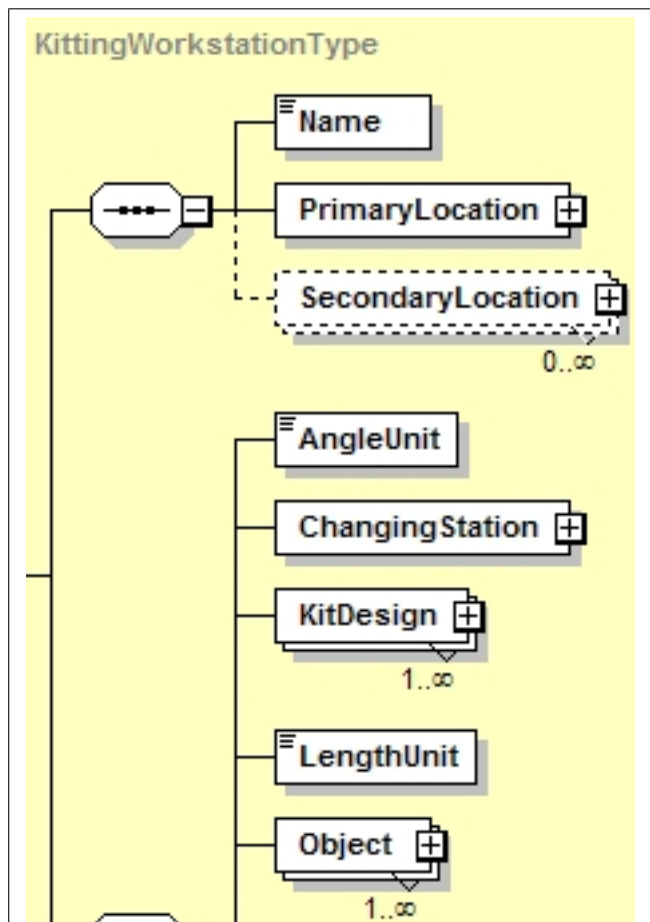 KittingWorkstationType
Name
PrimaryLocation
SecondaryLocation
0..∞
AngleUnit
ChangingStation
KitDesign
1..∞
LengthUnit
Object
1..∞